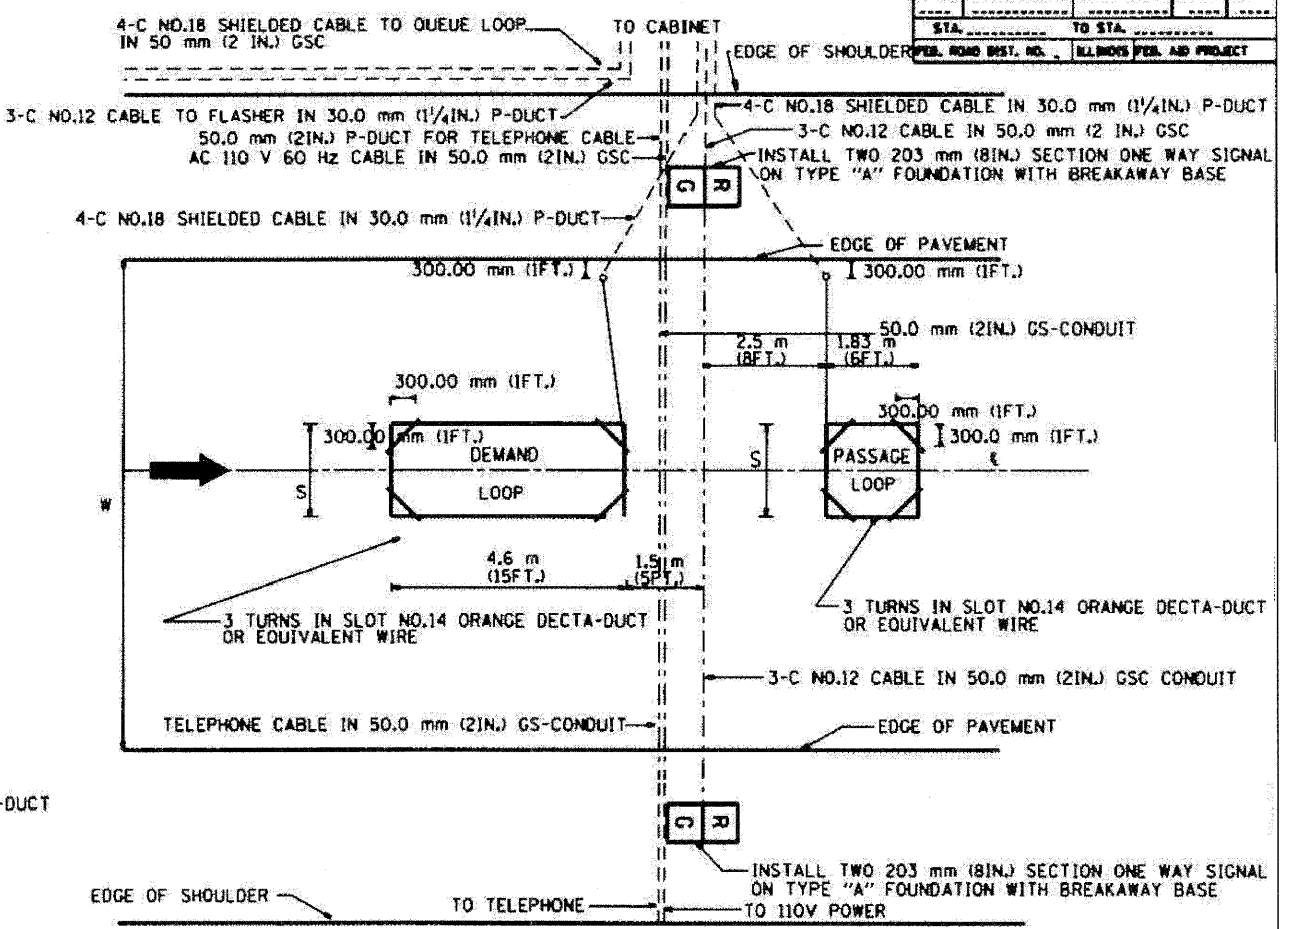 4-C NO.18 SHIELDED CABLE TO QUEUE LOOP
IN 50 mm (2 IN.) GSC
TO CABINET
EDGE OF SHOULDER
STA. TO STA.
FED. ROAD DIST. NO. ILLINOIS FED. AID PROJECT
3-C NO.12 CABLE TO FLASHER IN 30.0 mm (1 1/4IN.) P-DUCT
4-C NO.18 SHIELDED CABLE IN 30.0 mm (1 1/4IN.) P-DUCT
50.0 mm (2IN.) P-DUCT FOR TELEPHONE CABLE
3-C NO.12 CABLE IN 50.0 mm (2 IN.) GSC
AC 110 V 60 Hz CABLE IN 50.0 mm (2IN.) GSC
INSTALL TWO 203 mm (8IN.) SECTION ONE WAY SIGNAL
ON TYPE "A" FOUNDATION WITH BREAKAWAY BASE
G R
4-C NO.18 SHIELDED CABLE IN 30.0 mm (1 1/4IN.) P-DUCT
EDGE OF PAVEMENT
300.00 mm (1FT.)
300.00 mm (1FT.)
50.0 mm (2IN.) GS-CONDUIT
2.5 m
(8FT.)
1.83 m
(6FT.)
300.00 mm (1FT.)
300.00 mm (1FT.)
300.00 mm (1FT.)
300.0 mm (1FT.)
DEMAND
LOOP
S
S
PASSAGE
LOOP
℄
W
4.6 m
(15FT.)
1.5 m
(5FT.)
3 TURNS IN SLOT NO.14 ORANGE DECTA-DUCT
OR EQUIVALENT WIRE
3 TURNS IN SLOT NO.14 ORANGE DECTA-DUCT
OR EQUIVALENT WIRE
3-C NO.12 CABLE IN 50.0 mm (2IN.) GSC CONDUIT
TELEPHONE CABLE IN 50.0 mm (2IN.) GS-CONDUIT
EDGE OF PAVEMENT
-DUCT
G R
INSTALL TWO 203 mm (8IN.) SECTION ONE WAY SIGNAL
ON TYPE "A" FOUNDATION WITH BREAKAWAY BASE
EDGE OF SHOULDER
TO TELEPHONE
TO 110V POWER